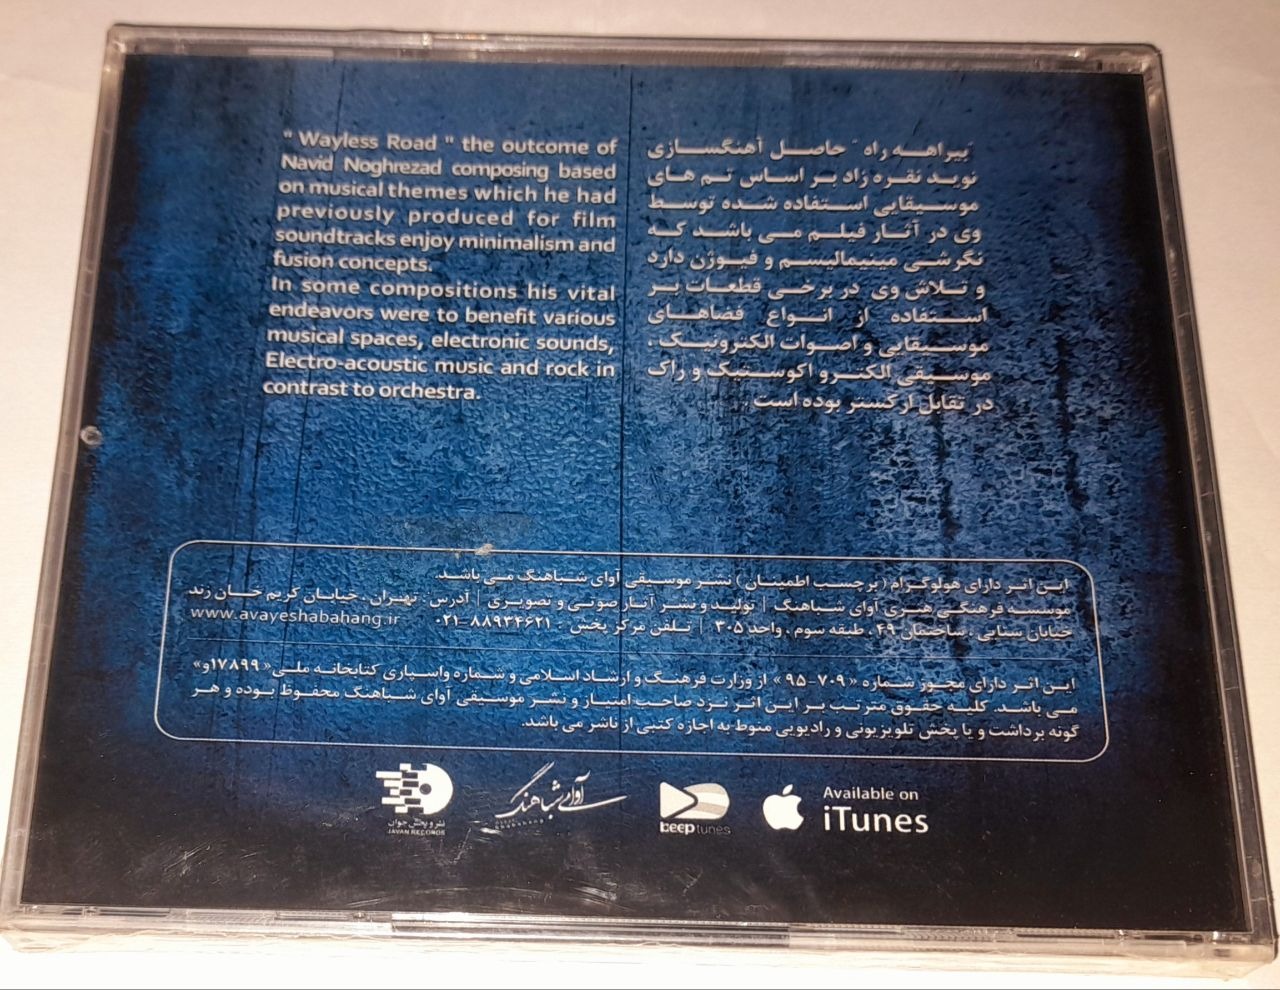 " Wayless Road " the outcome of
Navid Noghrezad composing based
on musical themes which he had
previously produced for film
soundtracks enjoy minimalism and
fusion concepts.
In some compositions his vital
endeavors were to benefit various
musical spaces, electronic sounds,
Electro-acoustic music and rock in
contrast to orchestra.
"بیراهه راه" حاصل آهنگسازی
نوید نقره زاد بر اساس تم های
موسیقایی استفاده شده توسط
وی در آثار فیلم می باشد که
نگرشی مینیمالیسم و فیوژن دارد
و تلاش وی در برخی قطعات بر
استفاده از انواع فضاهای
موسیقایی و اصوات الکترونیک ،
موسیقی الکترو اکوستیک و راک
در تقابل ارکستر بوده است .
این اثر دارای هولوگرام (برچسب اطمینان) نشر موسیقی آوای شباهنگ می باشد.
موسسه فرهنگی هنری آوای شباهنگ | تولید و نشر آثار صوتی و تصویری | آدرس: تهران ، خیابان کریم خان زند
خیابان سنایی ، ساختمان ۴۹ ، طبقه سوم ، واحد ۳۰۵ | تلفن مرکز پخش : ۸۸۹۳۴۶۲۱-۰۲۱ www.avayeshabahang.ir
این اثر دارای مجوز شماره «۷۰۹-۹۵» از وزارت فرهنگ و ارشاد اسلامی و شماره واسپاری کتابخانه ملی «۱۷۸۹۹و»
می باشد. کلیه حقوق مترتب بر این اثر نزد صاحب امتیاز و نشر موسیقی آوای شباهنگ محفوظ بوده و هر
گونه برداشت و یا پخش تلویزیونی و رادیویی منوط به اجازه کتبی از ناشر می باشد.
نشر و پخش جوان
JAVAN RECORDS
آوای شباهنگ
beeptunes
Available on
iTunes